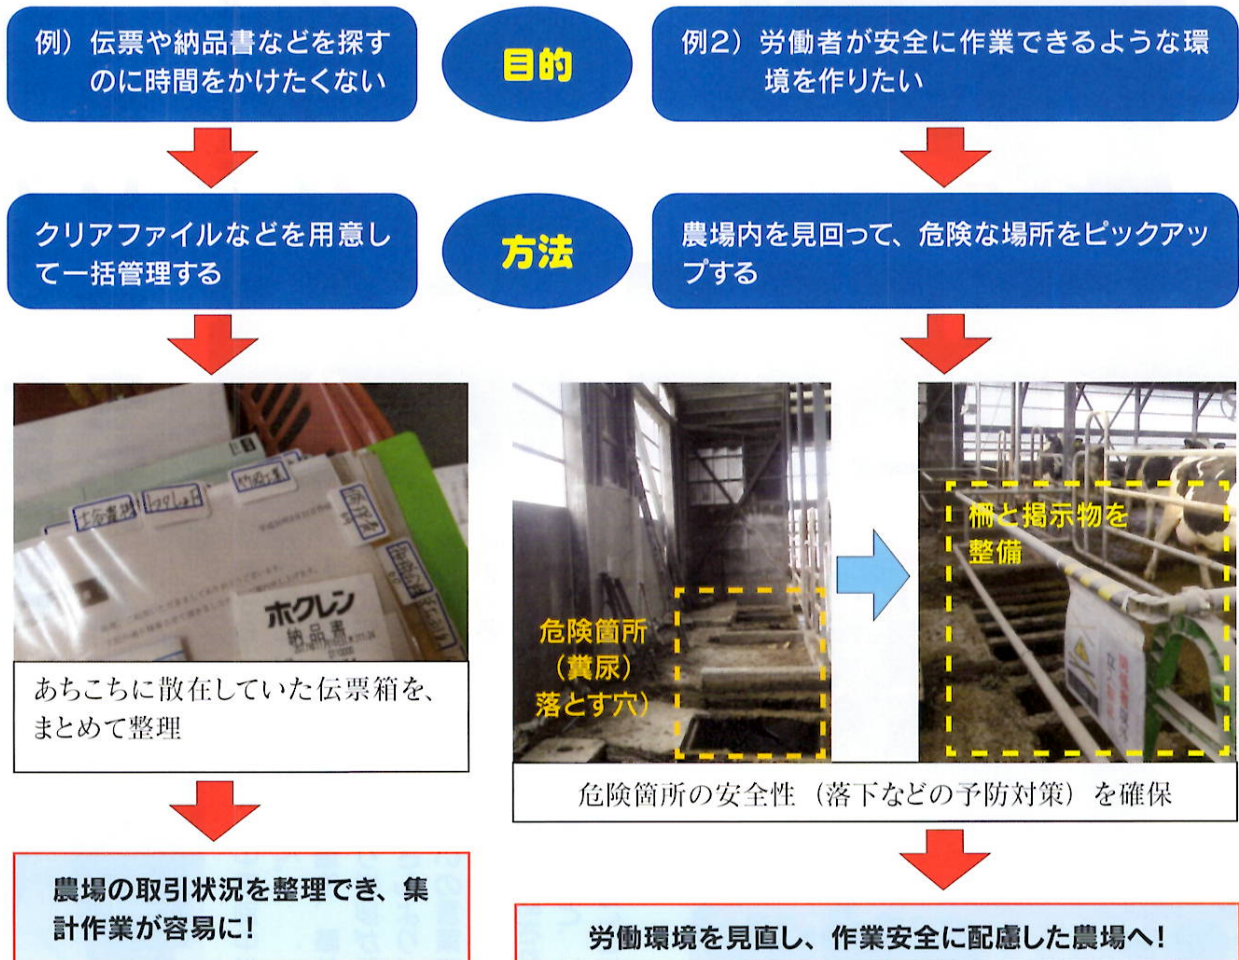 例）伝票や納品書などを探す
のに時間をかけたくない
目的
例2）労働者が安全に作業できるような環
境を作りたい
クリアファイルなどを用意し
て一括管理する
方法
農場内を見回って、危険な場所をピックアッ
プする
ホクレン
納品書
あちこちに散在していた伝票箱を、
まとめて整理
危険箇所
（糞尿）
落とす穴）
柵と掲示物を
整備
危険箇所の安全性（落下などの予防対策）を確保
農場の取引状況を整理でき、集
計作業が容易に！
労働環境を見直し、作業安全に配慮した農場へ！